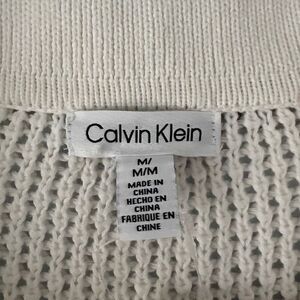 Calvin Klein
M/
M/M
MADE IN
CHINA
HECHO EN
CHINA
FABRIQUE EN
CHINE